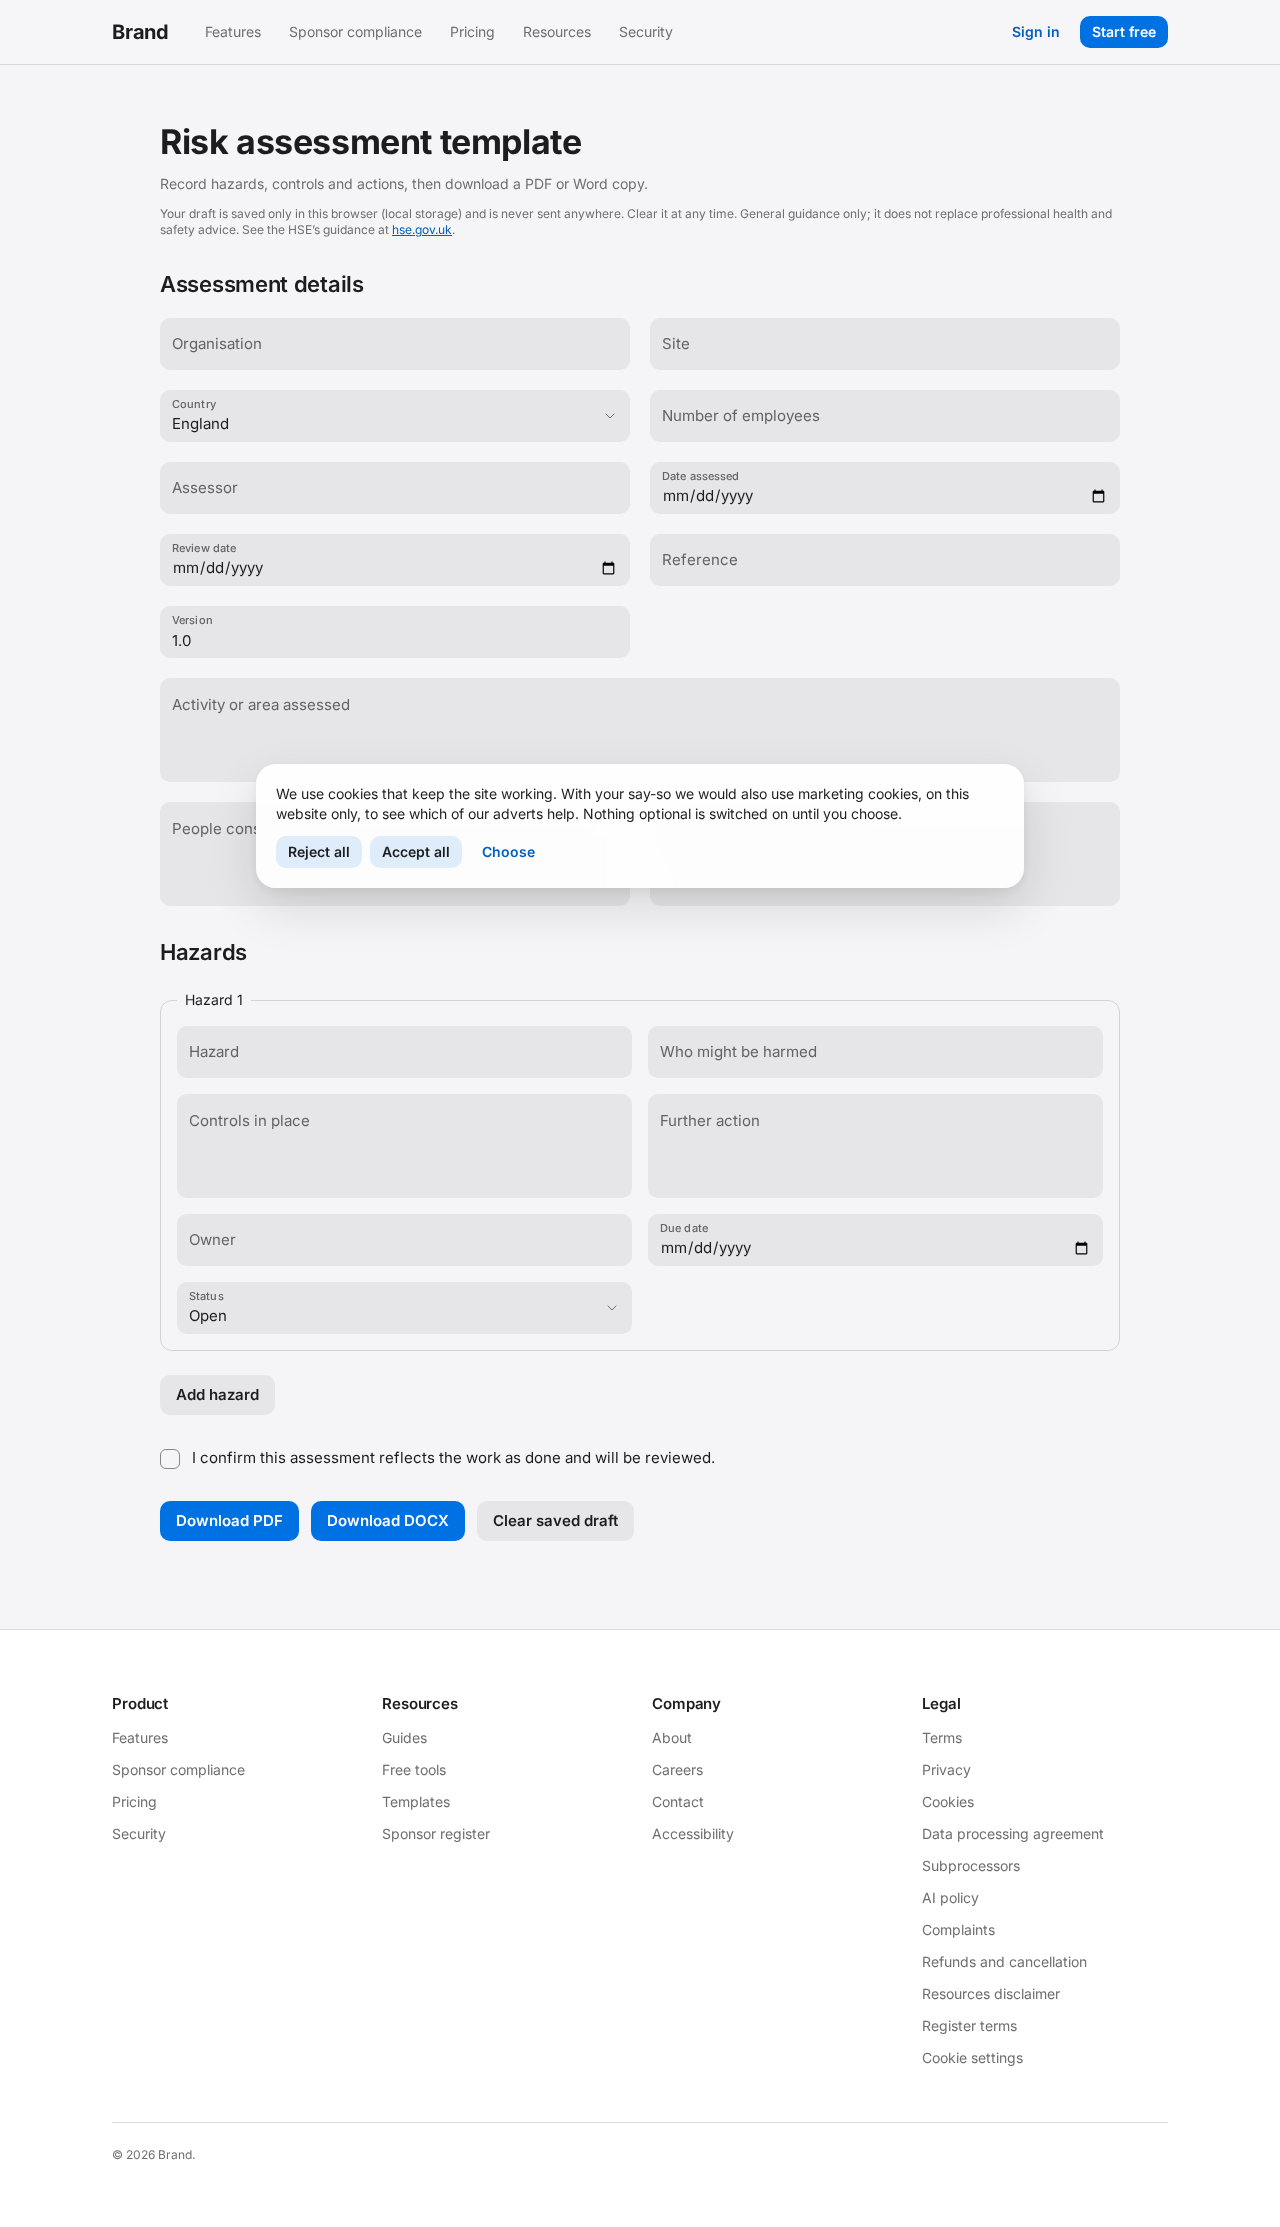 Brand
Features
Sponsor compliance
Pricing
Resources
Security
Sign in
Start free
Risk assessment template
Record hazards, controls and actions, then download a PDF or Word copy.
Your draft is saved only in this browser (local storage) and is never sent anywhere. Clear it at any time. General guidance only; it does not replace professional health and
safety advice. See the HSE’s guidance at hse.gov.uk.
Assessment details
Organisation
Site
Country
England
Number of employees
Assessor
Date assessed
mm/dd/yyyy
Review date
mm/dd/yyyy
Reference
Version
1.0
Activity or area assessed
People
We use cookies that keep the site working. With your say-so we would also use marketing cookies, on this
website only, to see which of our adverts help. Nothing optional is switched on until you choose.
Reject all
Accept all
Choose
Hazards
Hazard 1
Hazard
Who might be harmed
Controls in place
Further action
Owner
Due date
mm/dd/yyyy
Status
Open
Add hazard
I confirm this assessment reflects the work as done and will be reviewed.
Download PDF
Download DOCX
Clear saved draft
Product
Features
Sponsor compliance
Pricing
Security
Resources
Guides
Free tools
Templates
Sponsor register
Company
About
Careers
Contact
Accessibility
Legal
Terms
Privacy
Cookies
Data processing agreement
Subprocessors
AI policy
Complaints
Refunds and cancellation
Resources disclaimer
Register terms
Cookie settings
© 2026 Brand.